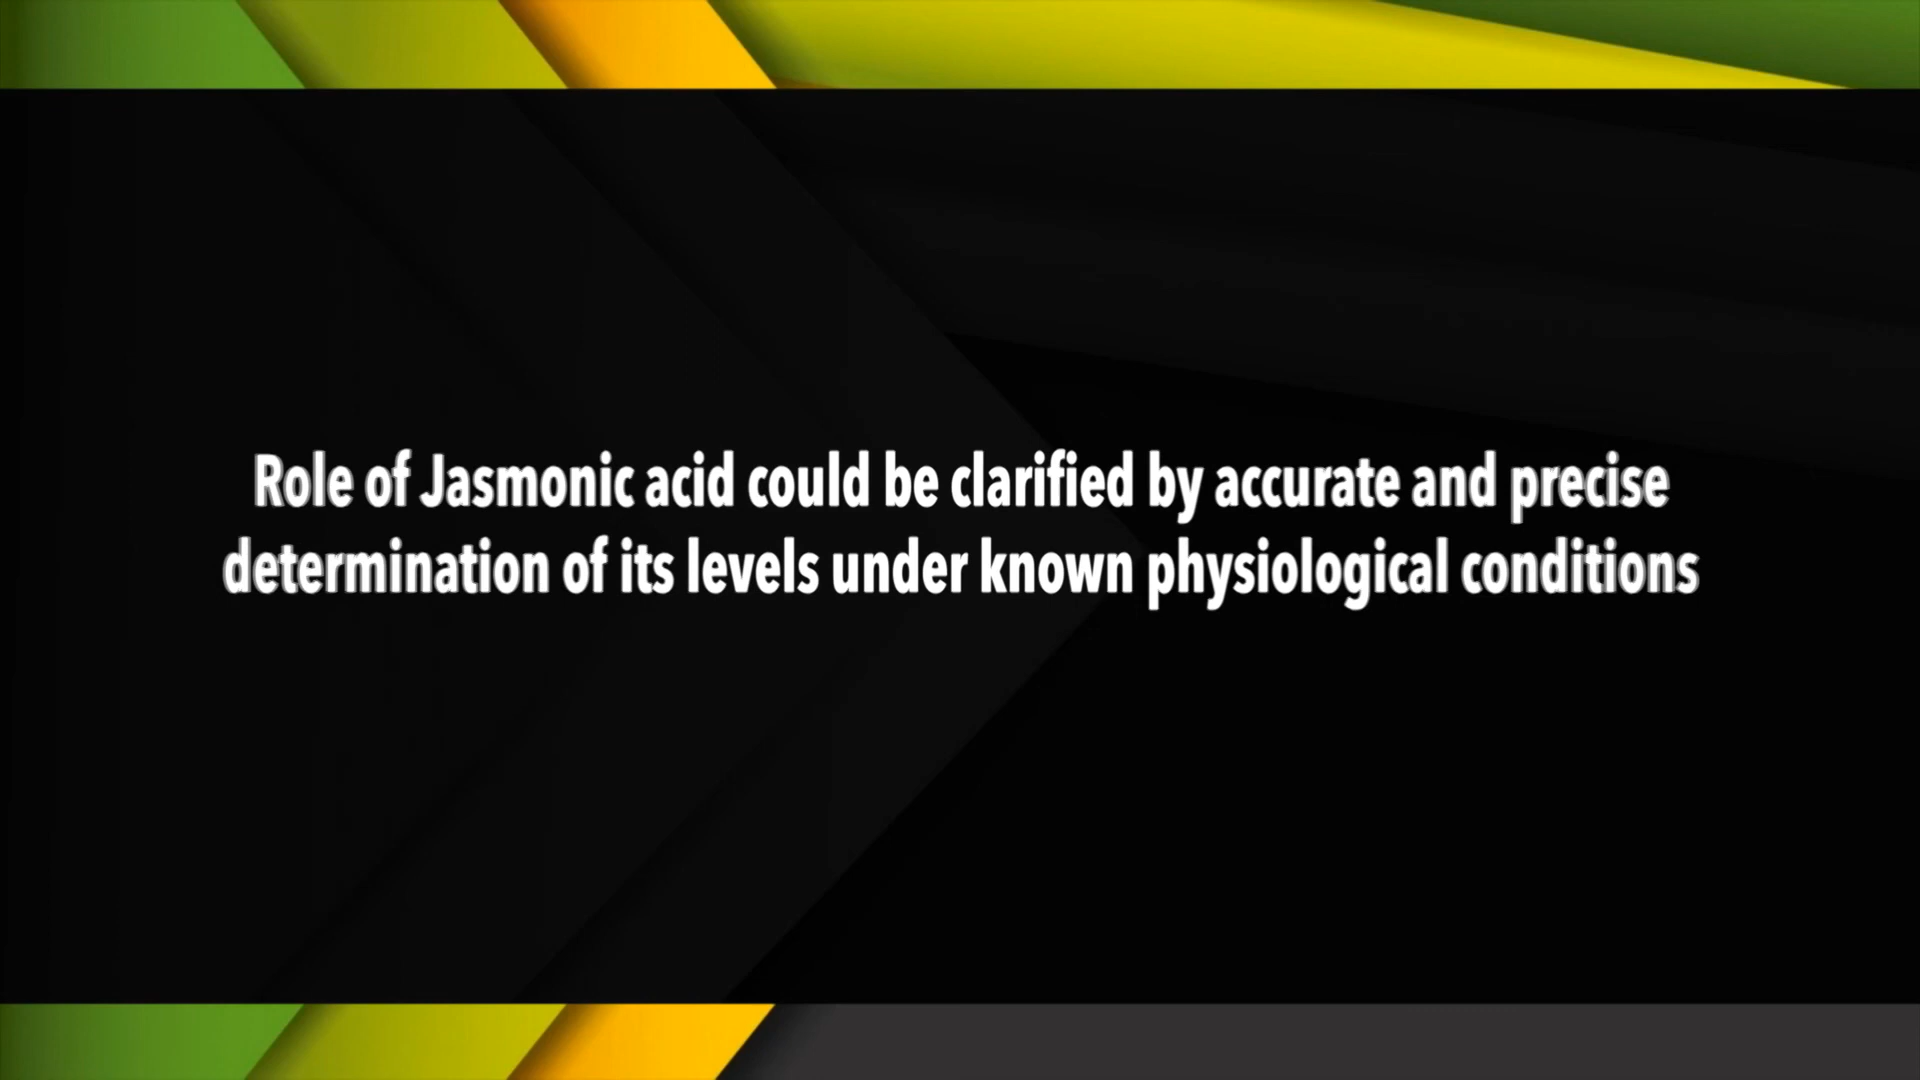 Role of Jasmonic acid could be clarified by accurate and precise
determination of its levels under known physiological conditions